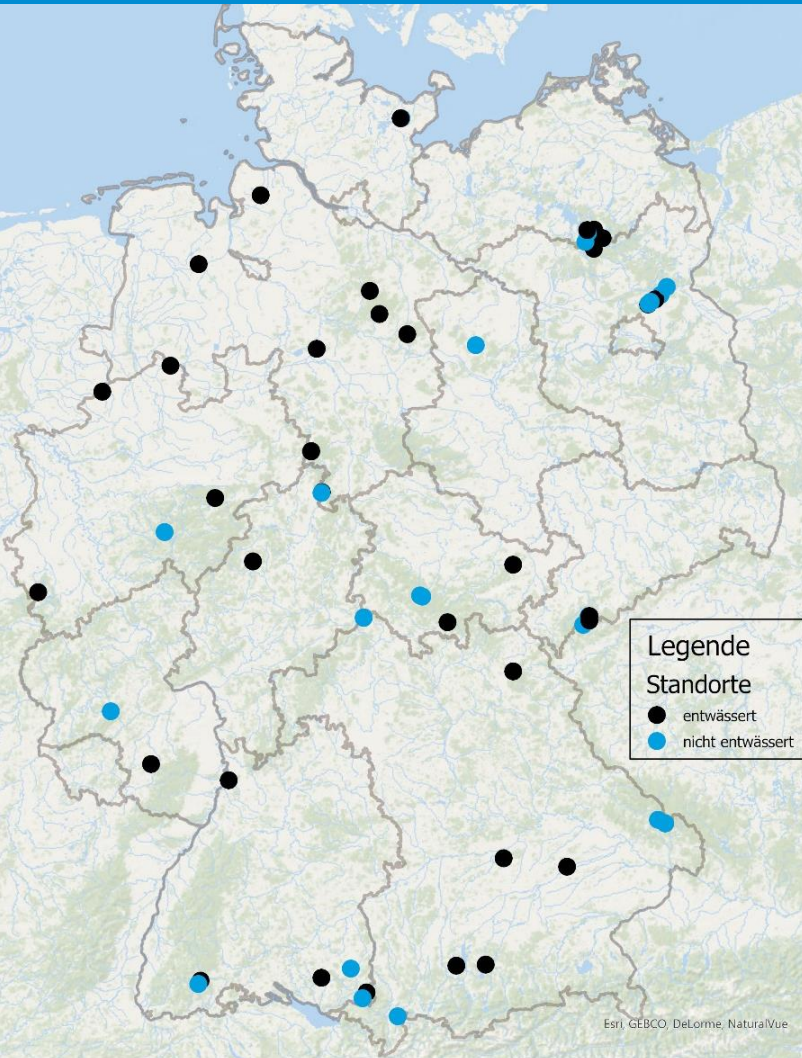 Legende
Standorte
entwässert
nicht entwässert
Esri, GEBCO, DeLorme, NaturalVue